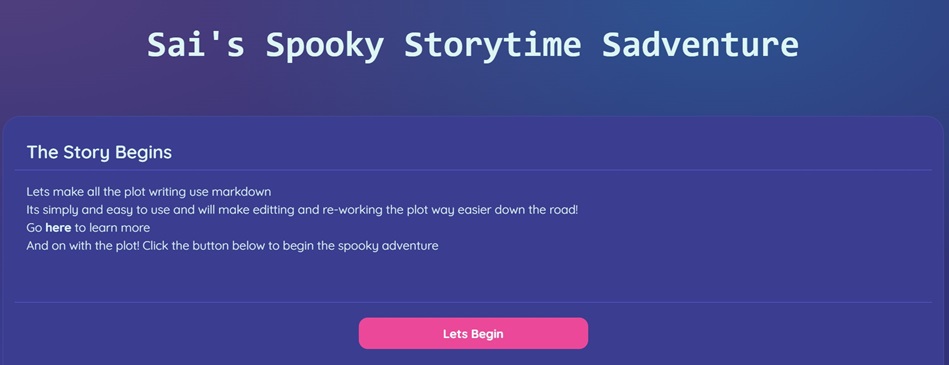 Sai's Spooky Storytime Sadventure
The Story Begins
Lets make all the plot writing use markdown
Its simply and easy to use and will make editting and re-working the plot way easier down the road!
Go here to learn more
And on with the plot! Click the button below to begin the spooky adventure
Lets Begin